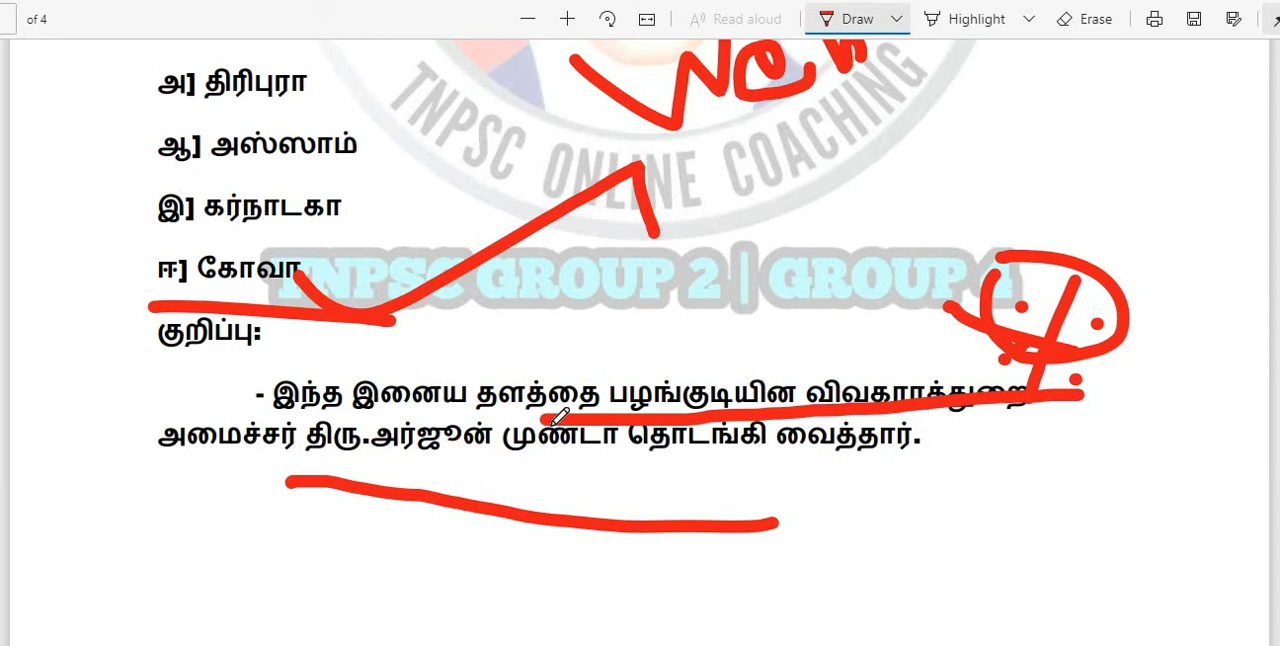 of 4
Read aloud
Draw
Highlight
Erase
Wen
அ] திரிபுரா
ஆ] அஸ்ஸாம்
இ] கர்நாடகா
ஈ] கோவா
TNPSC ONLINE COACHING
TNPSC GROUP 2 | GROUP 4
குறிப்பு:
- இந்த இனைய தளத்தை பழங்குடியின விவகாரத்துறை
அமைச்சர் திரு.அர்ஜூன் முண்டா தொடங்கி வைத்தார்.